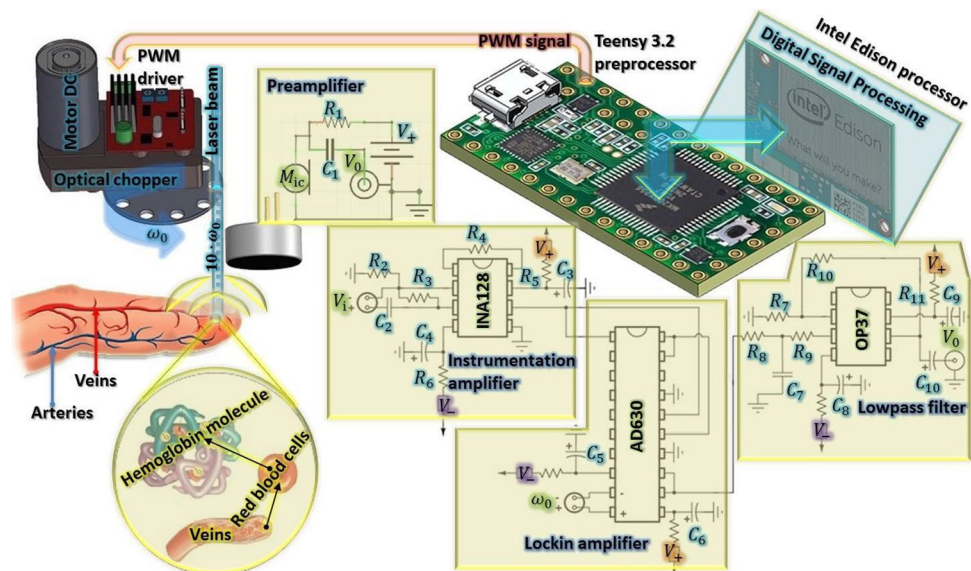 PWM signal
Teensy 3.2
preprocessor
Intel Edison processor
Digital Signal Processing
intel
Edison
What will you make?
PWM
driver
Motor DC
Laser beam
Optical chopper
ω₀
10·ω₀
Preamplifier
R₁
V₊
C₁
V₀
Mᵢc
Veins
Arteries
Hemoglobin molecule
Red blood cells
Veins
R₄
V₊
R₂
R₃
R₅
C₃
Vᵢ
INA128
C₂
C₄
Instrumentation
amplifier
R₆
V₋
AD630
C₅
V₋
ω₀
-
+
C₆
V₊
Lockin amplifier
R₁₀
V₊
R₇
R₁₁
C₉
OP37
V₀
R₈
R₉
C₇
C₈
C₁₀
Lowpass filter
V₋